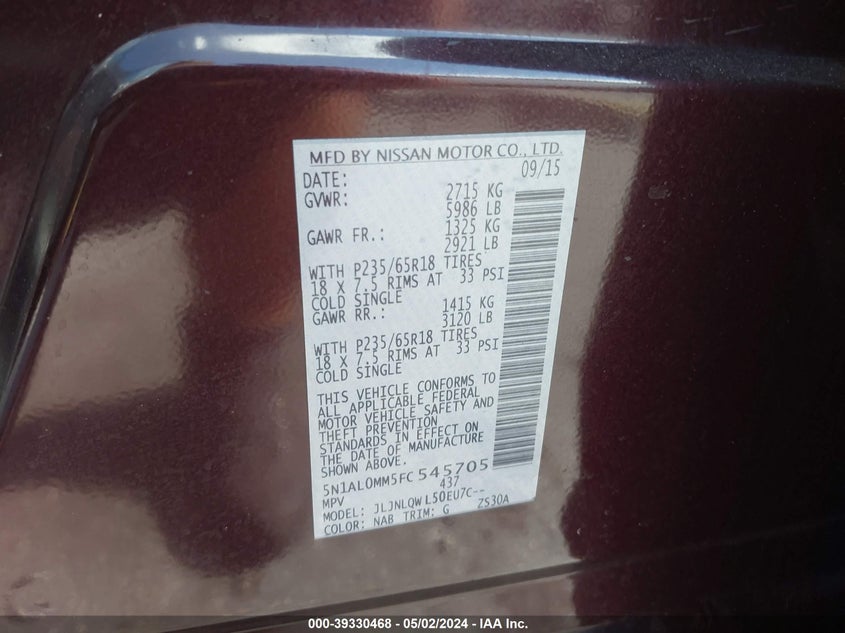 MFD BY NISSAN MOTOR CO., LTD.
DATE: 09/15
GVWR: 2715 KG
5986 LB
GAWR FR.: 1325 KG
2921 LB
WITH P235/65R18 TIRES
18 X 7.5 RIMS AT 33 PSI
COLD SINGLE
GAWR RR.: 1415 KG
3120 LB
WITH P235/65R18 TIRES
18 X 7.5 RIMS AT 33 PSI
COLD SINGLE
THIS VEHICLE CONFORMS TO
ALL APPLICABLE FEDERAL
MOTOR VEHICLE SAFETY AND
THEFT PREVENTION
STANDARDS IN EFFECT ON
THE DATE OF MANUFACTURE
SHOWN ABOVE.
5N1AL0MM5FC545705
MPV 437
MODEL: JLJNLQWL50EU7C--
COLOR: NAB TRIM: G ZS30A
000-39330468 - 05/02/2024 - IAA Inc.